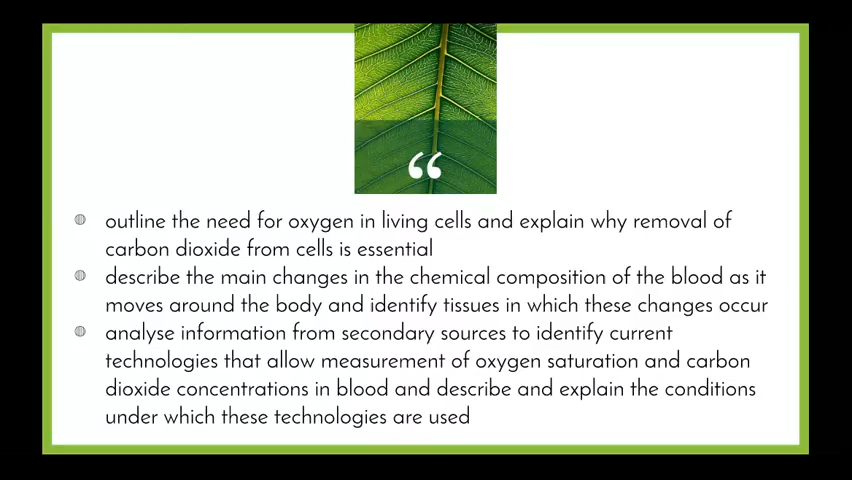 “
outline the need for oxygen in living cells and explain why removal of
carbon dioxide from cells is essential
describe the main changes in the chemical composition of the blood as it
moves around the body and identify tissues in which these changes occur
analyse information from secondary sources to identify current
technologies that allow measurement of oxygen saturation and carbon
dioxide concentrations in blood and describe and explain the conditions
under which these technologies are used